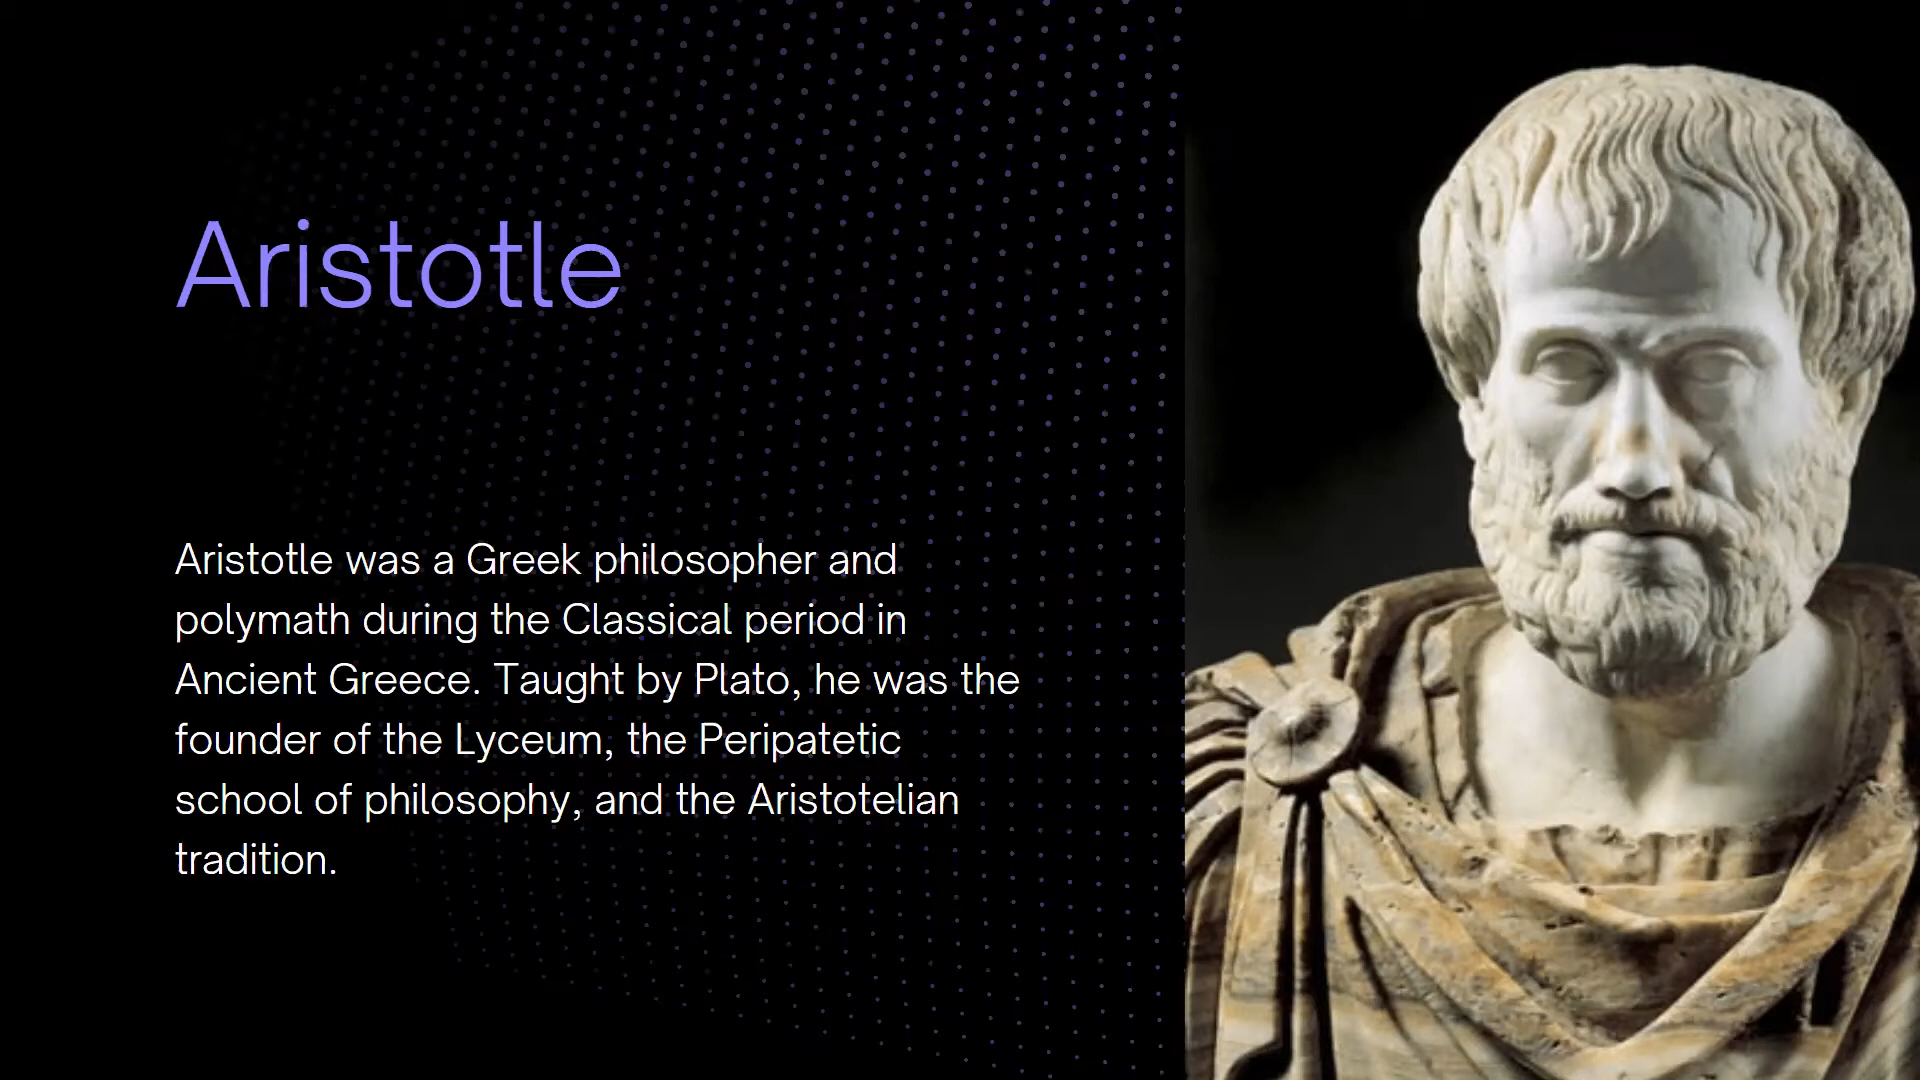 Aristotle
Aristotle was a Greek philosopher and
polymath during the Classical period in
Ancient Greece. Taught by Plato, he was the
founder of the Lyceum, the Peripatetic
school of philosophy, and the Aristotelian
tradition.